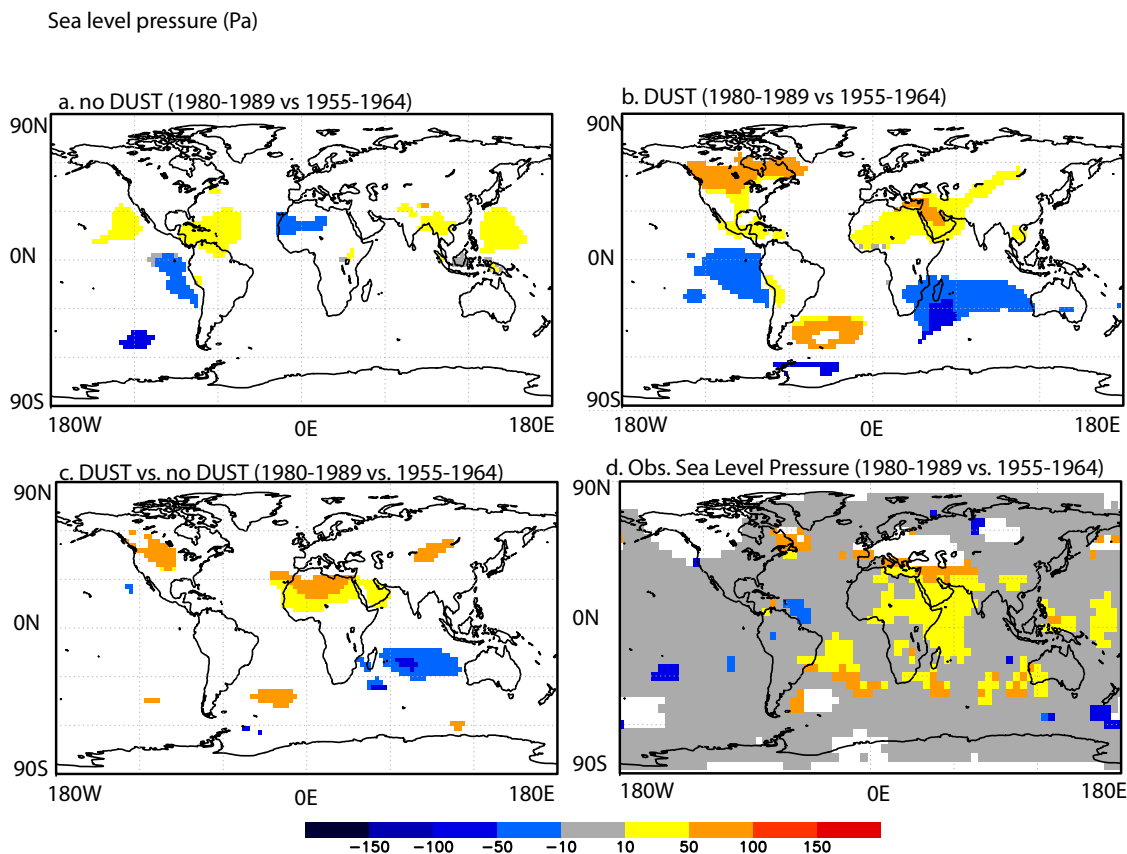 Sea level pressure (Pa)
a. no DUST (1980-1989 vs 1955-1964)
b. DUST (1980-1989 vs 1955-1964)
90N
90N
0N
0N
90S
90S
180W
0E
180E
180W
0E
180E
c. DUST vs. no DUST (1980-1989 vs. 1955-1964)
d. Obs. Sea Level Pressure (1980-1989 vs. 1955-1964)
90N
90N
0N
0N
90S
90S
180W
0E
180E
180W
0E
180E
−150 −100 −50 −10 10 50 100 150